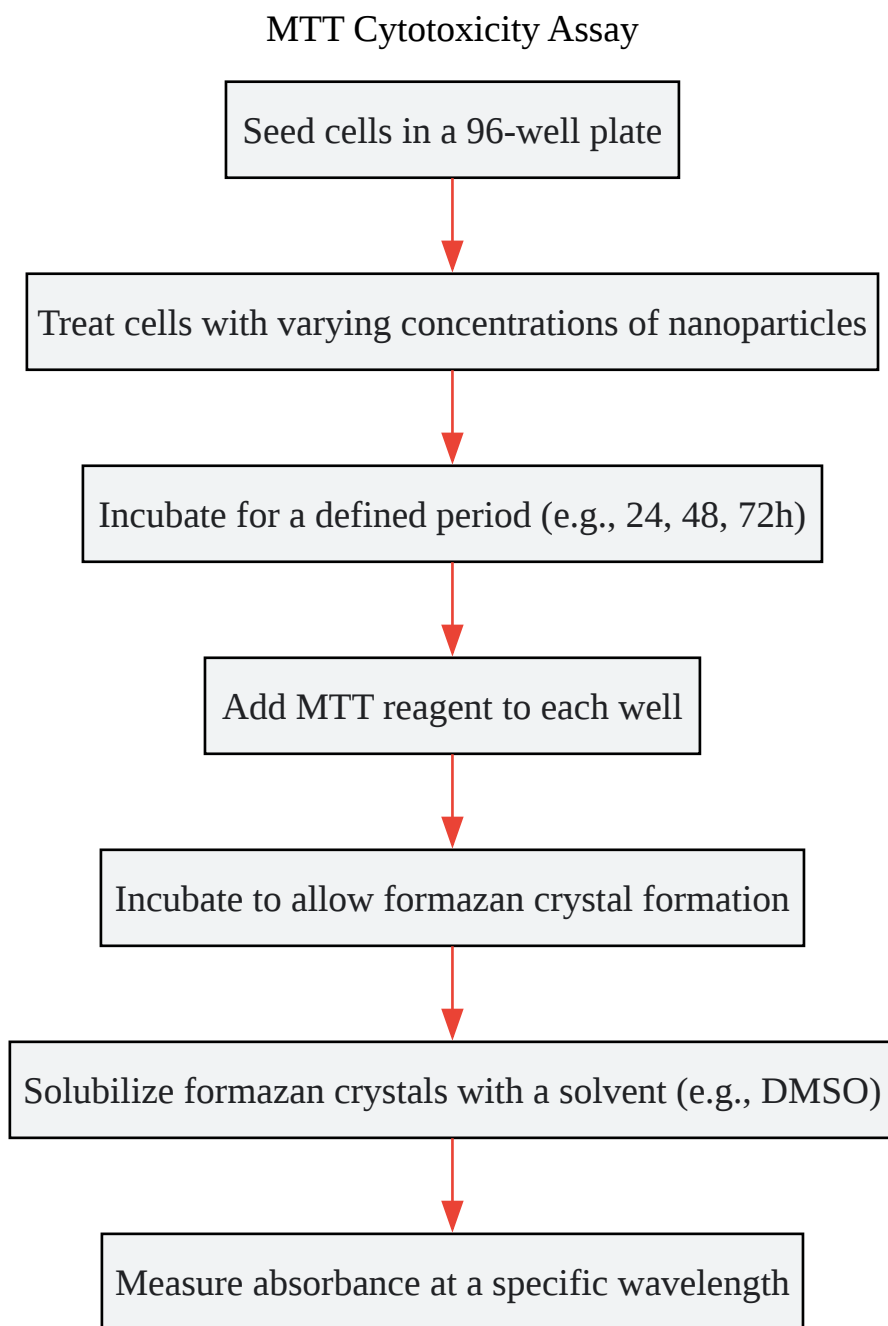 MTT Cytotoxicity Assay
Seed cells in a 96-well plate
Treat cells with varying concentrations of nanoparticles
Incubate for a defined period (e.g., 24, 48, 72h)
Add MTT reagent to each well
Incubate to allow formazan crystal formation
Solubilize formazan crystals with a solvent (e.g., DMSO)
Measure absorbance at a specific wavelength